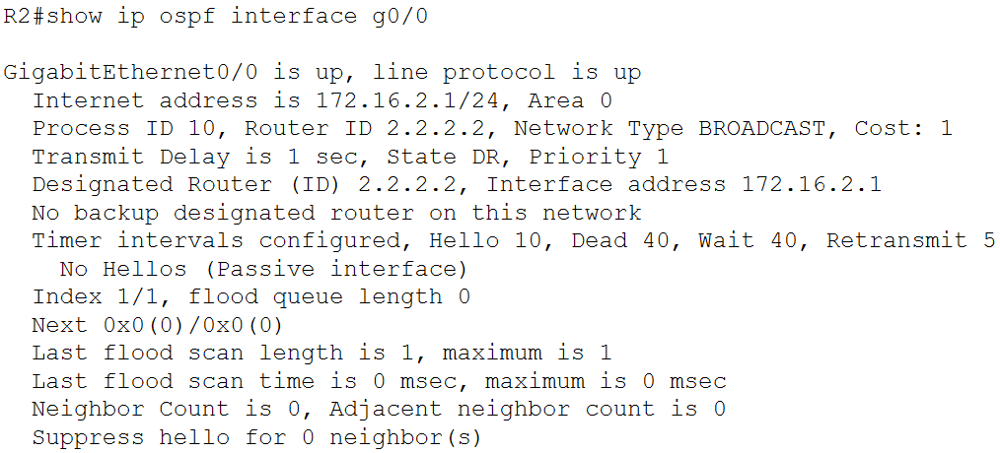 R2#show ip ospf interface g0/0
GigabitEthernet0/0 is up, line protocol is up
Internet address is 172.16.2.1/24, Area 0
Process ID 10, Router ID 2.2.2.2, Network Type BROADCAST, Cost: 1
Transmit Delay is 1 sec, State DR, Priority 1
Designated Router (ID) 2.2.2.2, Interface address 172.16.2.1
No backup designated router on this network
Timer intervals configured, Hello 10, Dead 40, Wait 40, Retransmit 5
No Hellos (Passive interface)
Index 1/1, flood queue length 0
Next 0x0(0)/0x0(0)
Last flood scan length is 1, maximum is 1
Last flood scan time is 0 msec, maximum is 0 msec
Neighbor Count is 0, Adjacent neighbor count is 0
Suppress hello for 0 neighbor(s)